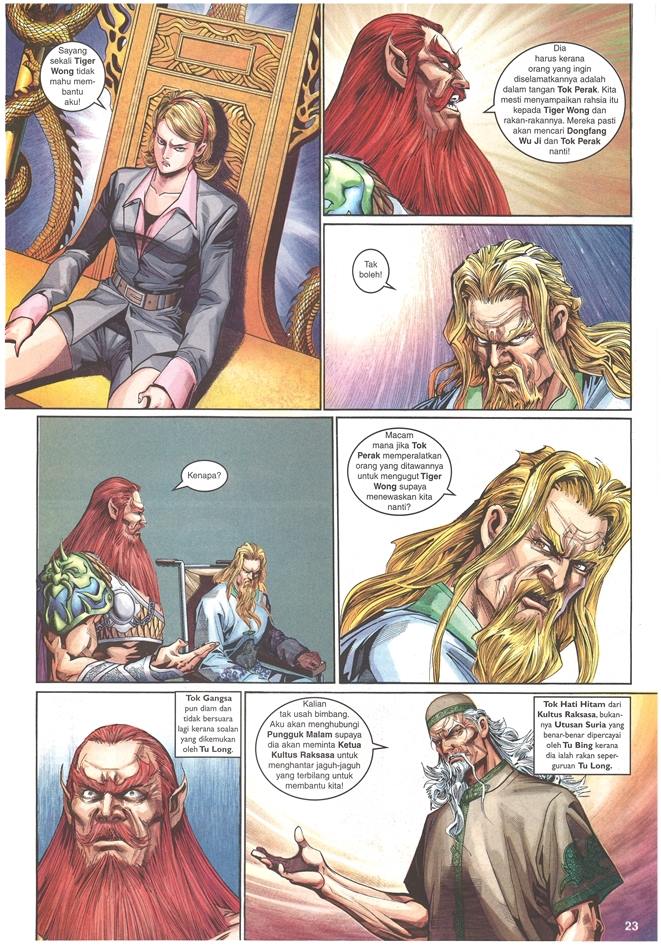 Sayang
sekali Tiger
Wong tidak
mahu mem-
bantu
aku!
Dia
harus kerana
orang yang ingin
diselamatkannya adalah
dalam tangan Tok Perak. Kita
mesti menyampaikan rahsia itu
kepada Tiger Wong dan
rakan-rakannya. Mereka pasti
akan mencari Dongfang
Wu Ji dan Tok Perak
nanti!
Tak
boleh!
Kenapa?
Macam
mana jika Tok
Perak memperalatkan
orang yang ditawannya
untuk mengugut Tiger
Wong supaya
menewaskan kita
nanti?
Tok Gangsa
pun diam dan
tidak bersuara
lagi kerana soalan
yang dikemukan
oleh Tu Long.
Kalian
tak usah bimbang.
Aku akan menghubungi
Pungguk Malam supaya
dia akan meminta Ketua
Kultus Raksasa untuk
menghantar jaguh-jaguh
yang terbilang untuk
membantu kita!
Tok Hati Hitam dari
Kultus Raksasa, bukan-
nya Utusan Suria yang
benar-benar dipercayai
oleh Tu Bing kerana
dia ialah rakan seper-
guruan Tu Long.
23